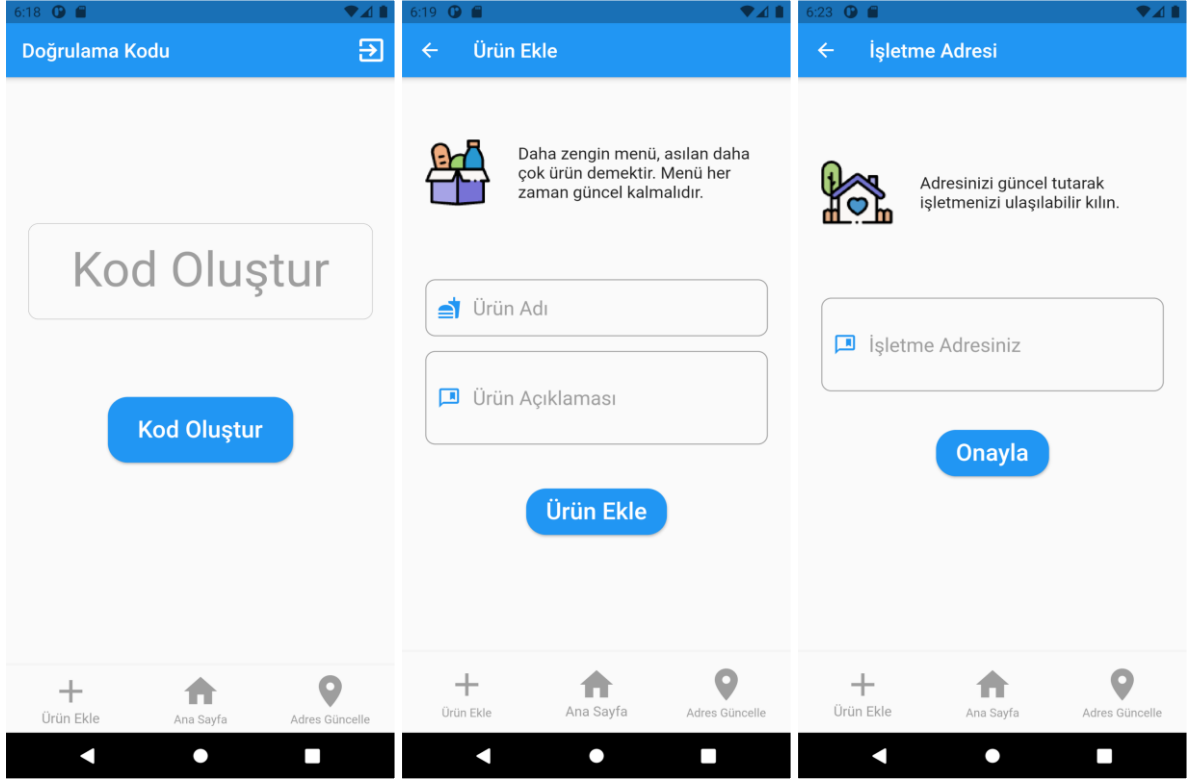 6:18
Doğrulama Kodu
Kod Oluştur
Kod Oluştur
Ürün Ekle
Ana Sayfa
Adres Güncelle
6:19
Ürün Ekle
Daha zengin menü, asılan daha
çok ürün demektir. Menü her
zaman güncel kalmalıdır.
Ürün Adı
Ürün Açıklaması
Ürün Ekle
Ürün Ekle
Ana Sayfa
Adres Güncelle
6:23
İşletme Adresi
Adresinizi güncel tutarak
işletmenizi ulaşılabilir kılın.
İşletme Adresiniz
Onayla
Ürün Ekle
Ana Sayfa
Adres Güncelle